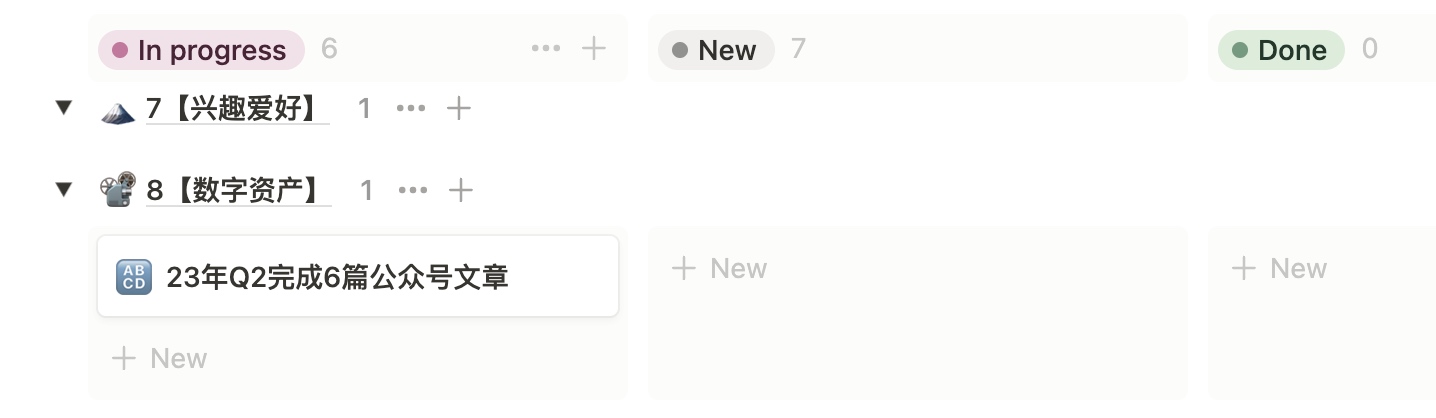 In progress 6 ••• + New 7 Done 0
▼ 7【兴趣爱好】 1 ••• +
▼ 8【数字资产】 1 ••• +
23年Q2完成6篇公众号文章
+ New + New
+ New